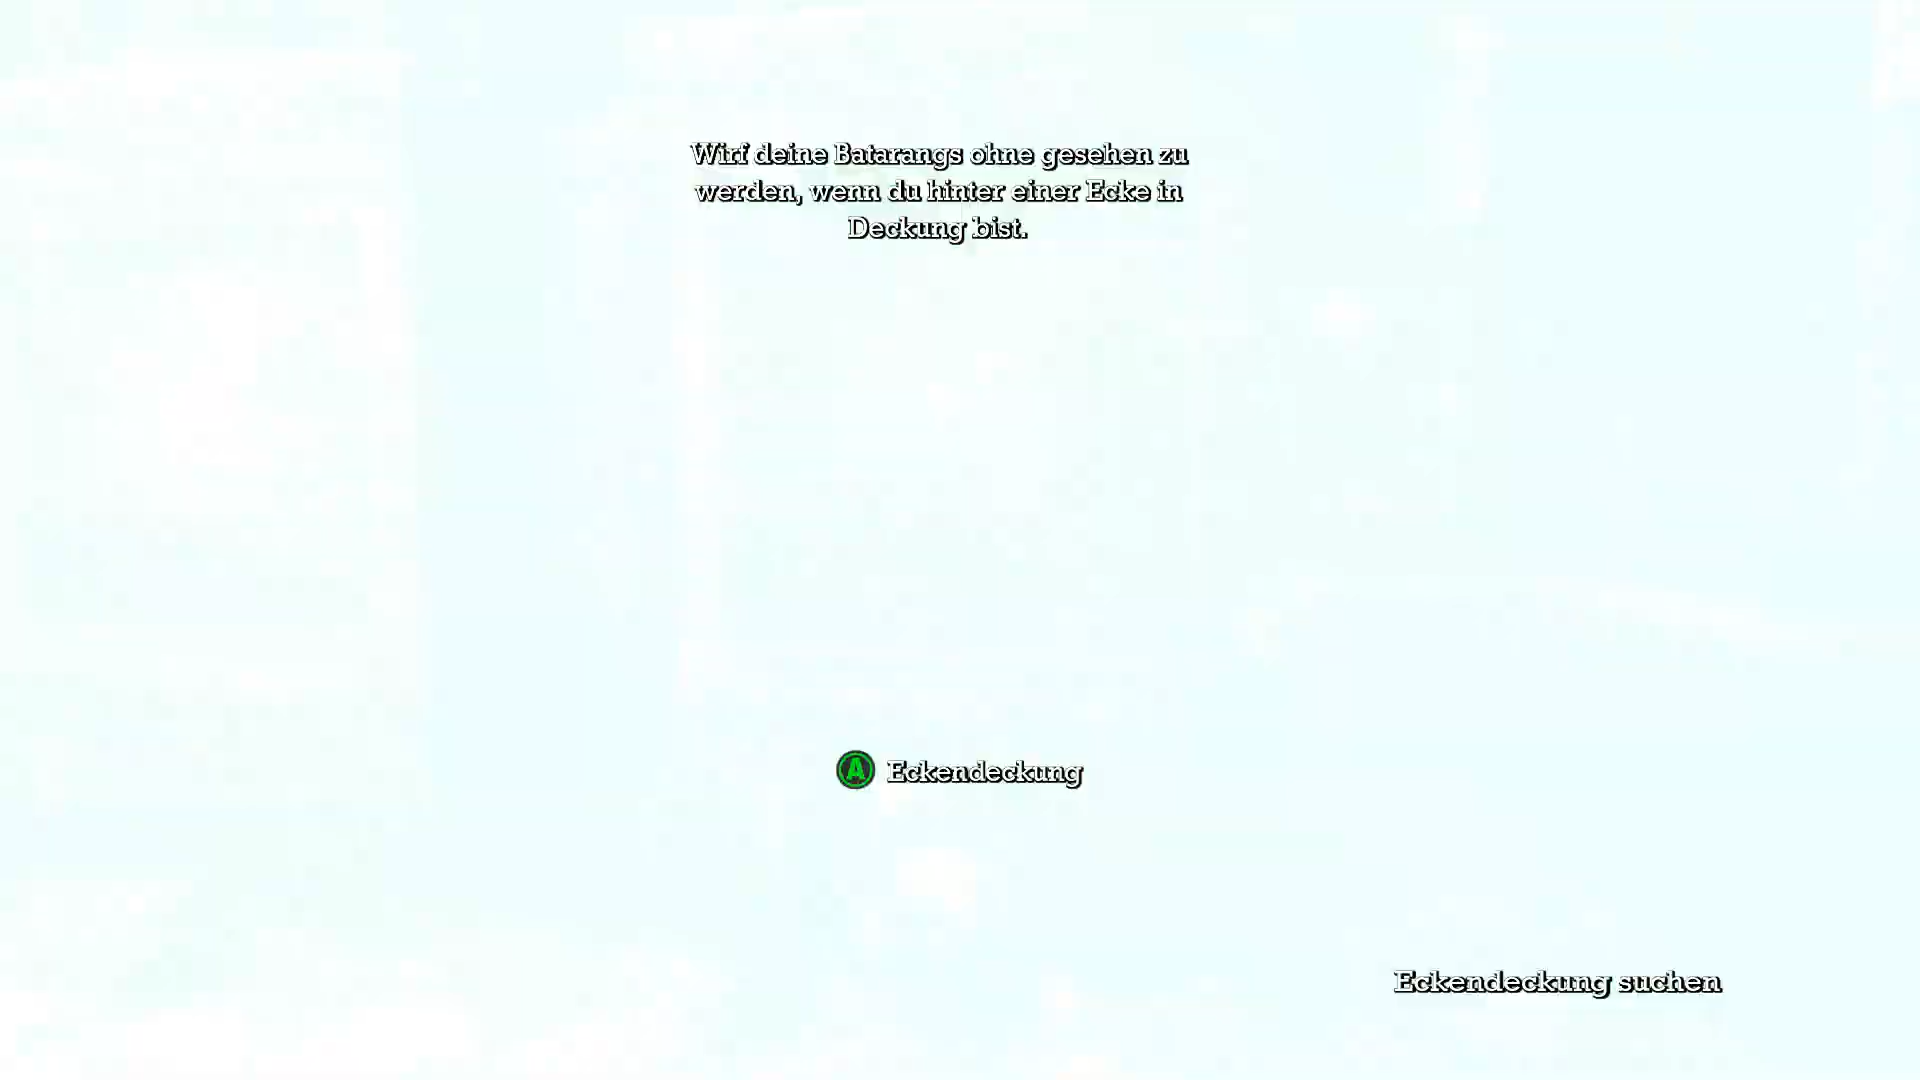 Wirf deine Batarangs ohne gesehen zu
werden, wenn du hinter einer Ecke in
Deckung bist.
A Eckendeckung
Eckendeckung suchen